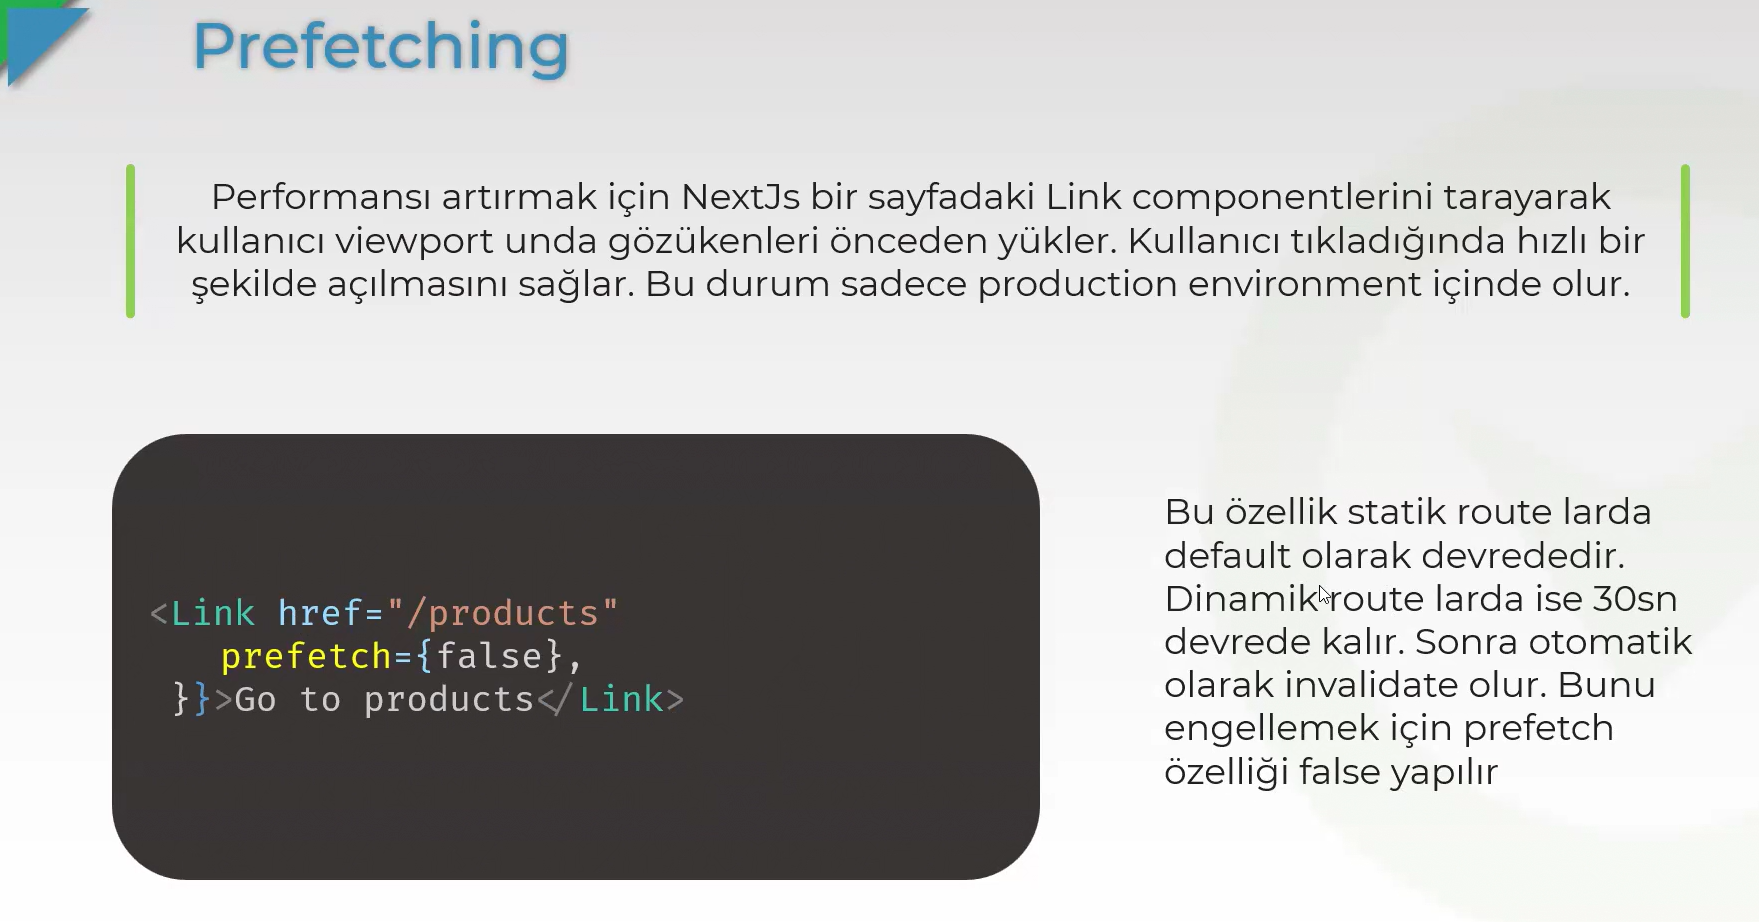 Prefetching
Performansı artırmak için NextJs bir sayfadaki Link componentlerini tarayarak
kullanıcı viewport unda gözükenleri önceden yükler. Kullanıcı tıkladığında hızlı bir
şekilde açılmasını sağlar. Bu durum sadece production environment içinde olur.
<Link href="/products"
prefetch={false},
}}>Go to products</Link>
Bu özellik statik route larda
default olarak devrededir.
Dinamik route larda ise 30sn
devrede kalır. Sonra otomatik
olarak invalidate olur. Bunu
engellemek için prefetch
özelliği false yapılır